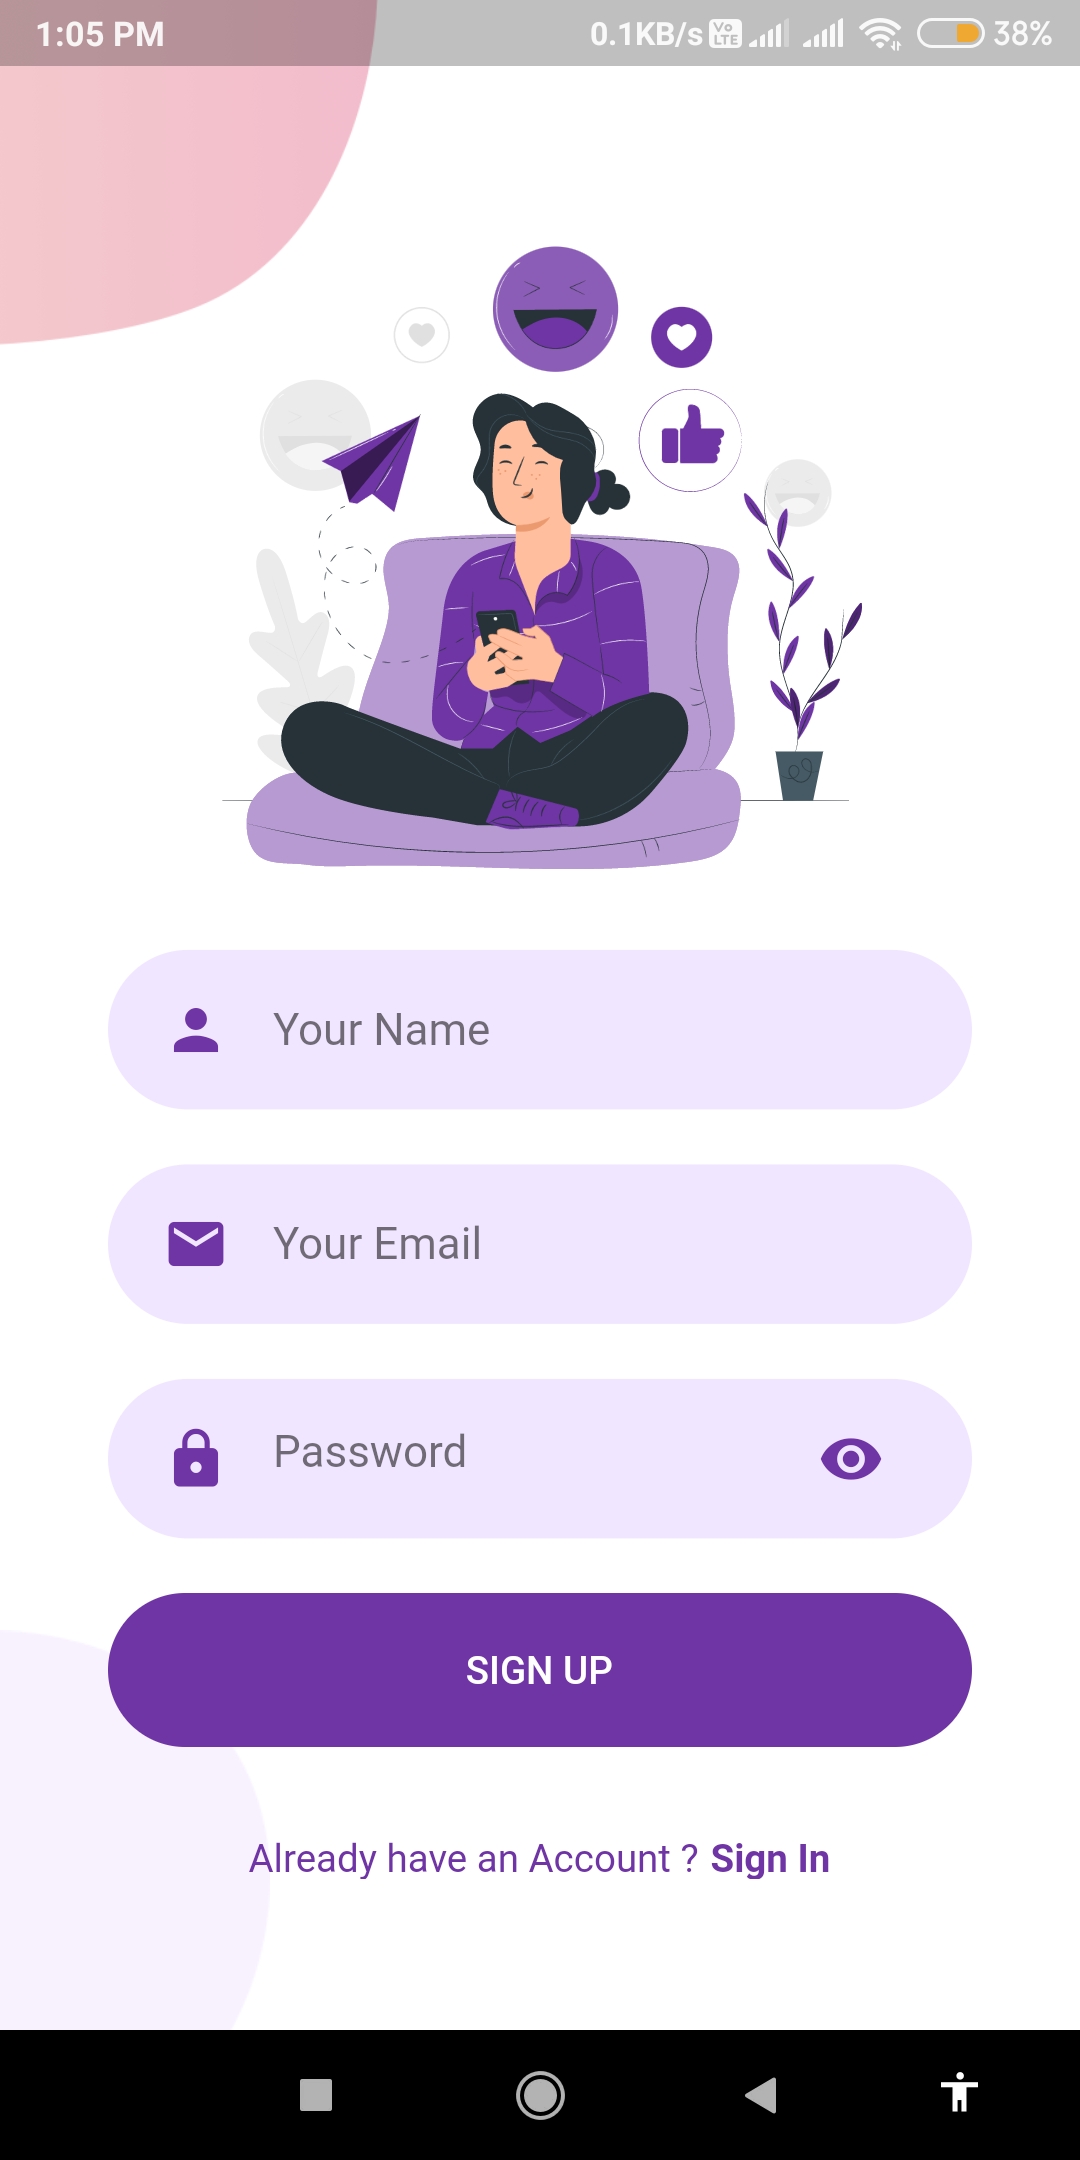 1:05 PM 0.1KB/s Vo LTE 38%
Your Name
Your Email
Password
SIGN UP
Already have an Account ? Sign In